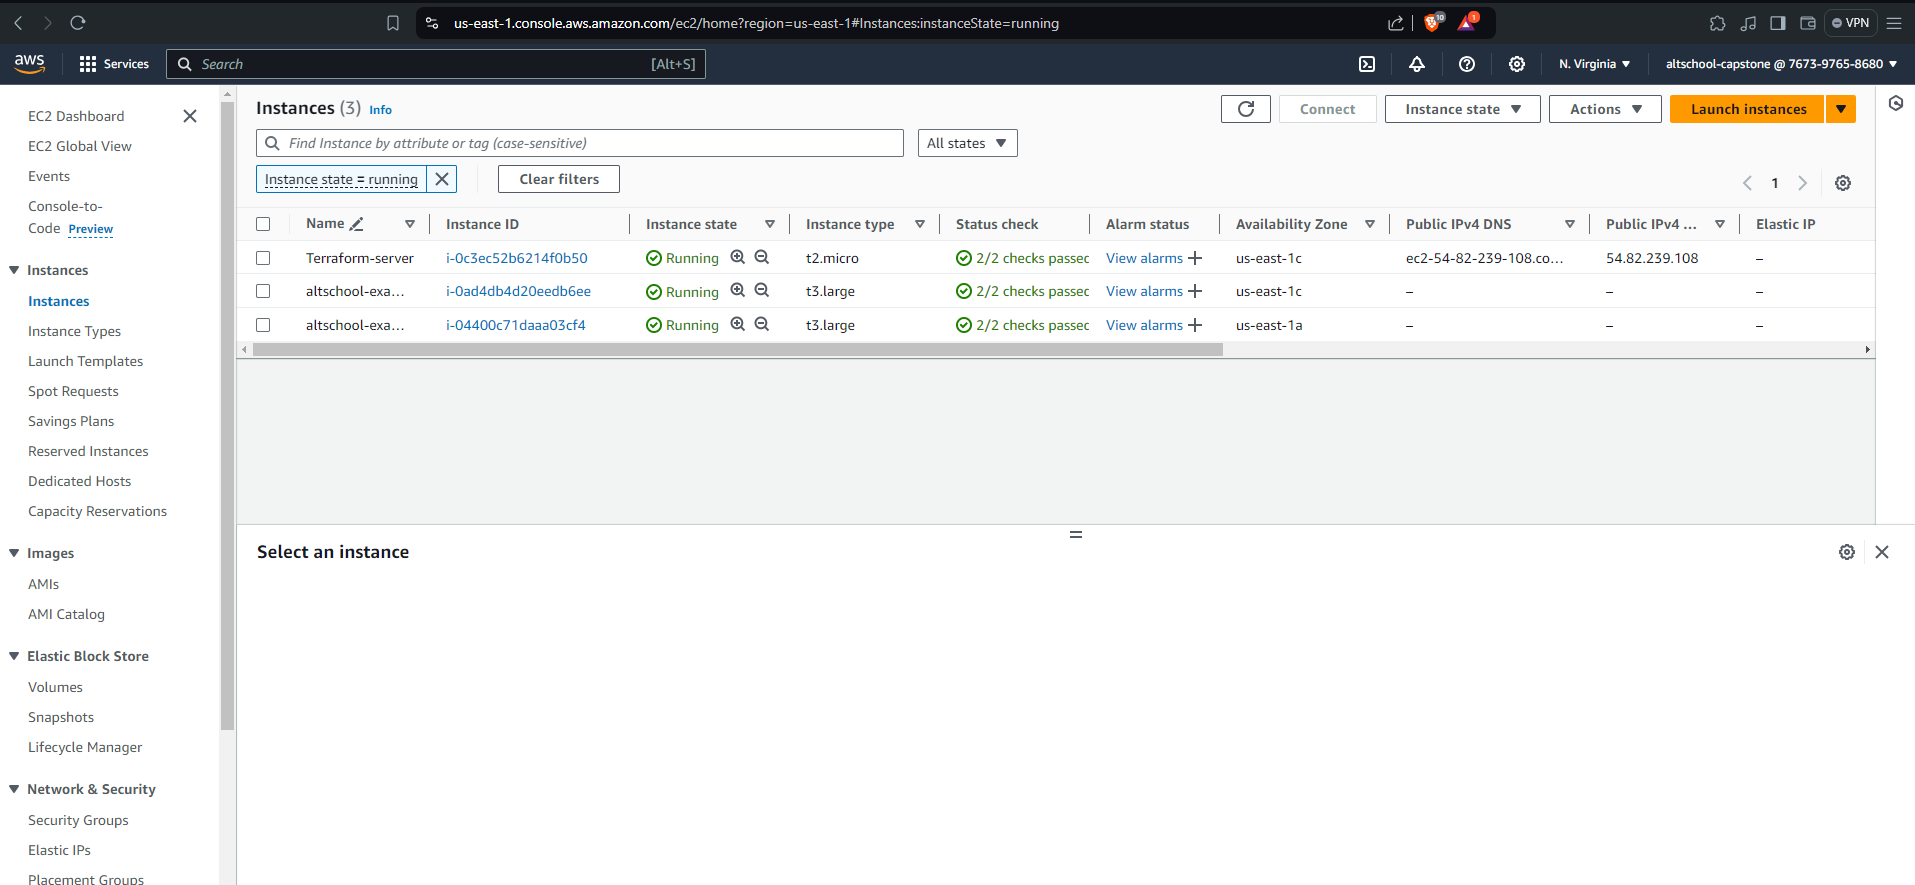 us-east-1.console.aws.amazon.com/ec2/home?region=us-east-1#Instances:instanceState=running
10
1
VPN
aws
Services
Search
[Alt+S]
N. Virginia
altschool-capstone @ 7673-9765-8680
EC2 Dashboard
EC2 Global View
Events
Console-to-
Code Preview
Instances
Instances
Instance Types
Launch Templates
Spot Requests
Savings Plans
Reserved Instances
Dedicated Hosts
Capacity Reservations
Images
AMIs
AMI Catalog
Elastic Block Store
Volumes
Snapshots
Lifecycle Manager
Network & Security
Security Groups
Elastic IPs
Placement Groups
Instances (3) Info
Connect
Instance state
Actions
Launch instances
Find Instance by attribute or tag (case-sensitive)
All states
Instance state = running
Clear filters
1
Name Instance ID Instance state Instance type Status check Alarm status Availability Zone Public IPv4 DNS Public IPv4 ... Elastic IP
Terraform-server i-0c3ec52b6214f0b50 Running t2.micro 2/2 checks passed View alarms + us-east-1c ec2-54-82-239-108.co... 54.82.239.108 –
altschool-exa... i-0ad4db4d20eedb6ee Running t3.large 2/2 checks passed View alarms + us-east-1c – – –
altschool-exa... i-04400c71daaa03cf4 Running t3.large 2/2 checks passed View alarms + us-east-1a – – –
Select an instance